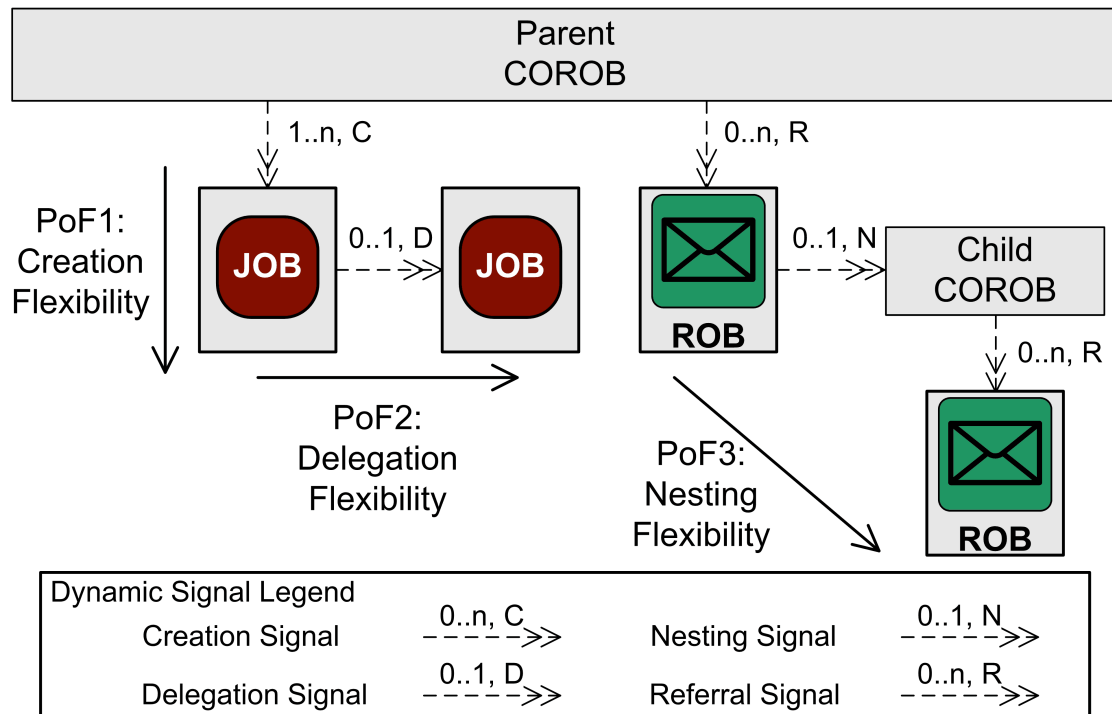 Parent
COROB
1..n, C
0..n, R
PoF1:
Creation
Flexibility
JOB
0..1, D
JOB
ROB
0..1, N
Child
COROB
0..n, R
ROB
PoF2:
Delegation
Flexibility
PoF3:
Nesting
Flexibility
Dynamic Signal Legend
Creation Signal
0..n, C
Nesting Signal
0..1, N
Delegation Signal
0..1, D
Referral Signal
0..n, R